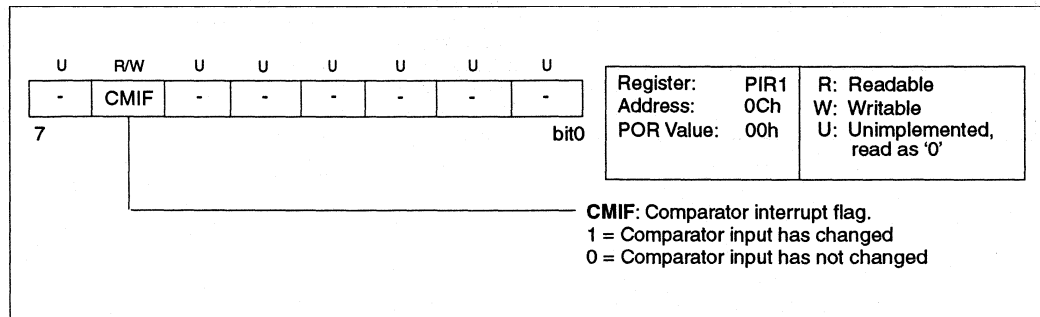 U R/W U U U U U U
- CMIF - - - - - -
7 bit0
Register: PIR1
Address: 0Ch
POR Value: 00h
R: Readable
W: Writable
U: Unimplemented,
read as ‘0’
CMIF: Comparator interrupt flag.
1 = Comparator input has changed
0 = Comparator input has not changed